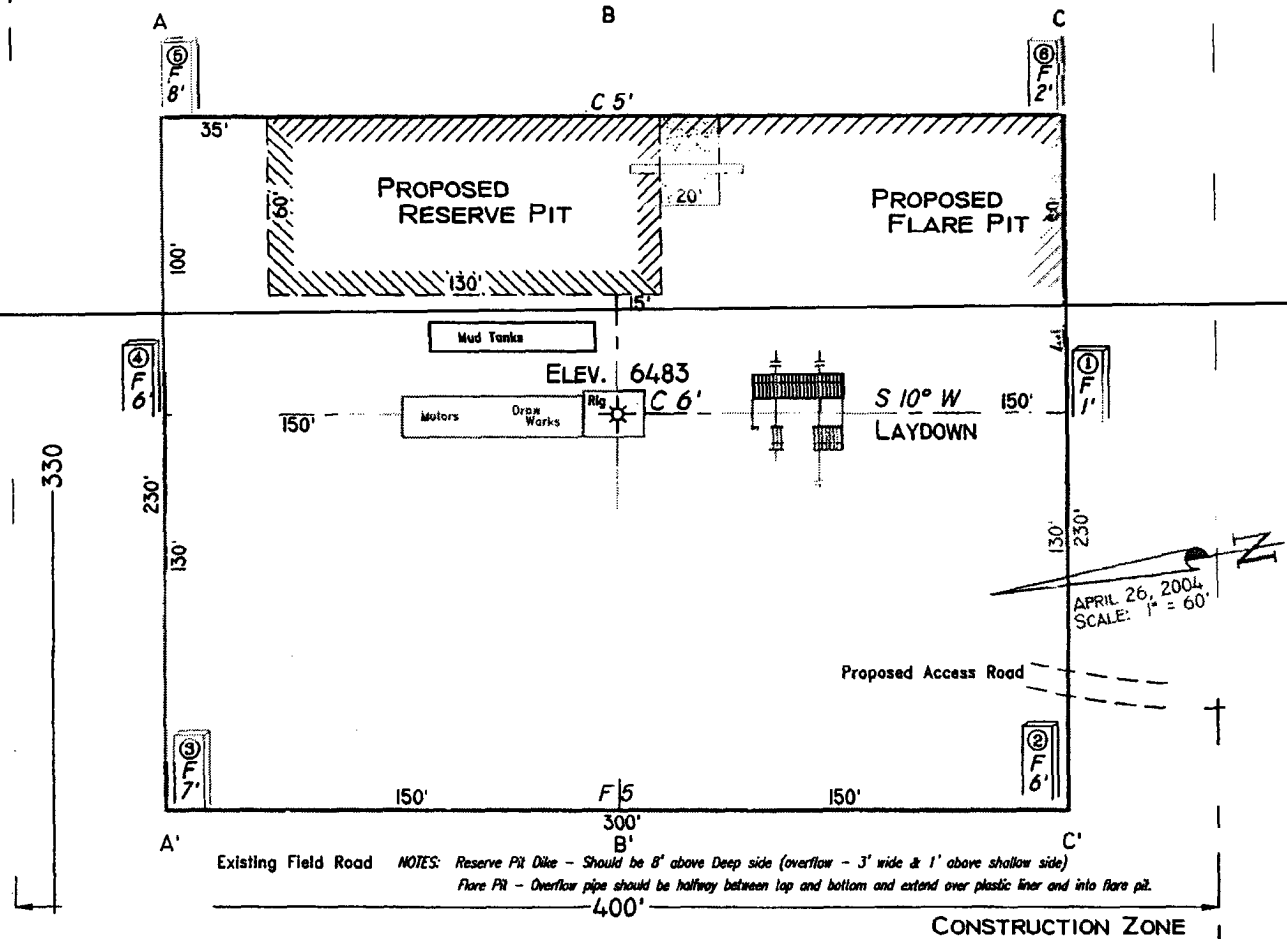 A B C
⑤ F 8'
⑥ F 2'
C 5'
35'
PROPOSED
RESERVE PIT
60'
20'
PROPOSED
FLARE PIT
100'
130'
15'
Mud Tanks
④ F 6'
ELEV. 6483
① F 1'
Rig
C 6'
Motors
Draw
Works
150'
S 10° W
150'
LAYDOWN
330
230'
130'
130'
230'
N
APRIL 26, 2004
SCALE: 1" = 60'
Proposed Access Road
③ F 7'
② F 6'
150'
F 5
150'
300'
A' B' C'
Existing Field Road
NOTES: Reserve Pit Dike - Should be 8' above Deep side (overflow - 3' wide & 1' above shallow side)
Flare Pit - Overflow pipe should be halfway between top and bottom and extend over plastic liner and into flare pit.
400'
CONSTRUCTION ZONE